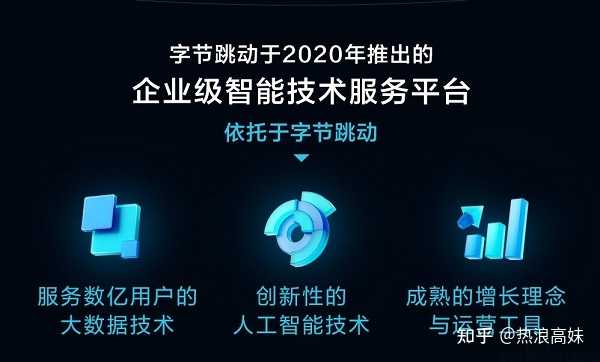 字节跳动于2020年推出的
企业级智能技术服务平台
依托于字节跳动
服务数亿用户的
大数据技术
创新性的
人工智能技术
成熟的增长理念
与运营工具
知乎 @热浪高妹